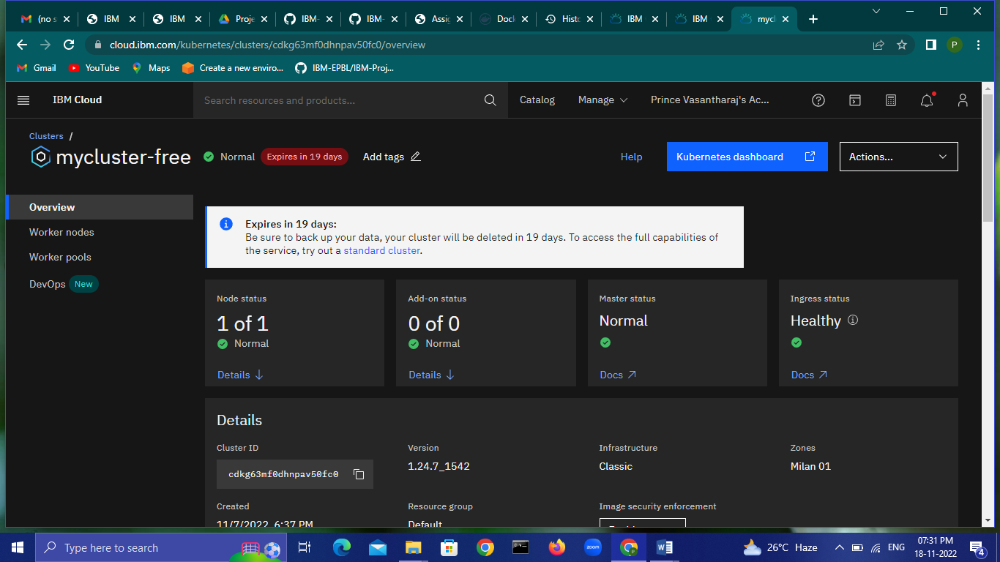 (no s
IBM
IBM
Proje
IBM-
IBM-
Assig
Dock
Histo
IBM
IBM
mycl
cloud.ibm.com/kubernetes/clusters/cdkg63mf0dhnpav50fc0/overview
P
Gmail
YouTube
Maps
Create a new enviro...
IBM-EPBL/IBM-Proj...
IBM Cloud
Search resources and products...
Catalog
Manage
Prince Vasantharaj's Ac...
Clusters /
mycluster-free
Normal
Expires in 19 days
Add tags
Help
Kubernetes dashboard
Actions...
Overview
Worker nodes
Worker pools
DevOps New
Expires in 19 days:
Be sure to back up your data, your cluster will be deleted in 19 days. To access the full capabilities of
the service, try out a standard cluster.
Node status
1 of 1
Normal
Details
Add-on status
0 of 0
Normal
Details
Master status
Normal
Docs
Ingress status
Healthy
Docs
Details
Cluster ID
cdkg63mf0dhnpav50fc0
Version
1.24.7_1542
Infrastructure
Classic
Zones
Milan 01
Created
11/7/2022, 6:37 PM
Resource group
Default
Image security enforcement
Type here to search
zoom
26°C Haze
ENG
07:31 PM
18-11-2022
4